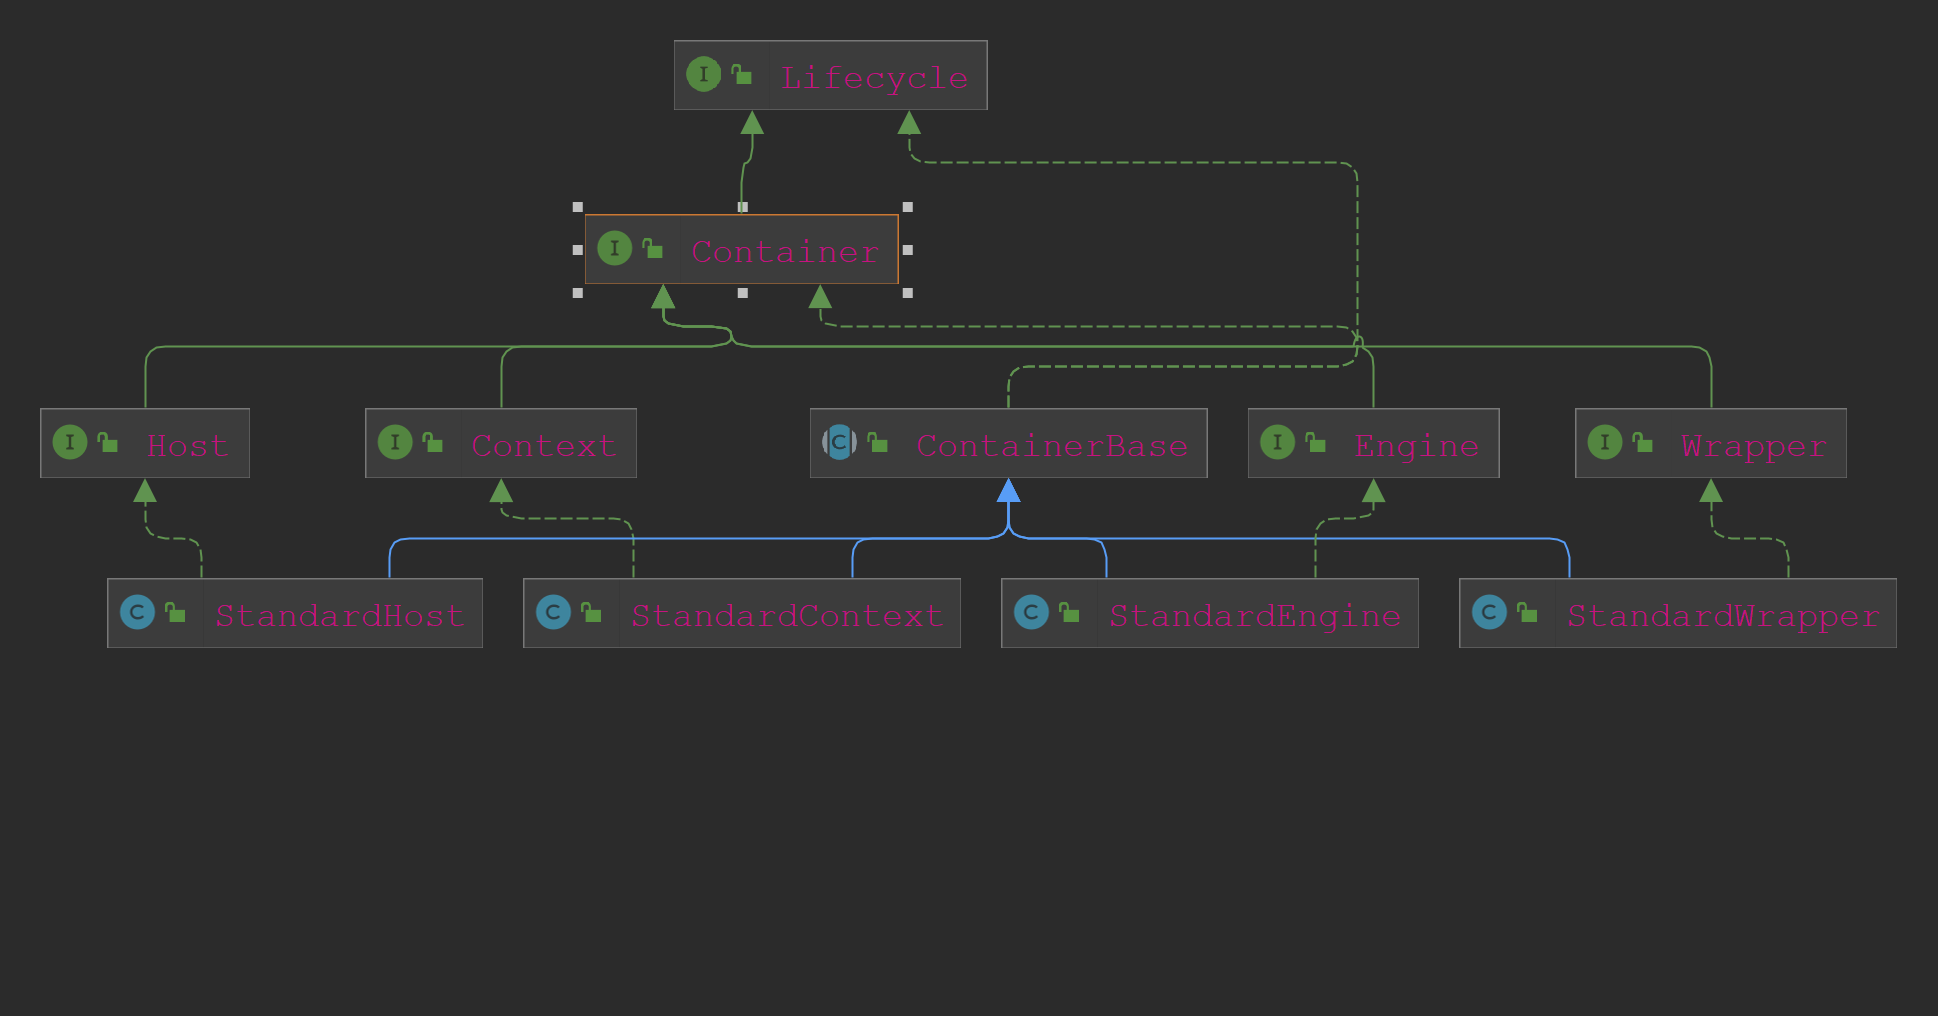 I Lifecycle
I Container
I Host
I Context
C ContainerBase
I Engine
I Wrapper
C StandardHost
C StandardContext
C StandardEngine
C StandardWrapper